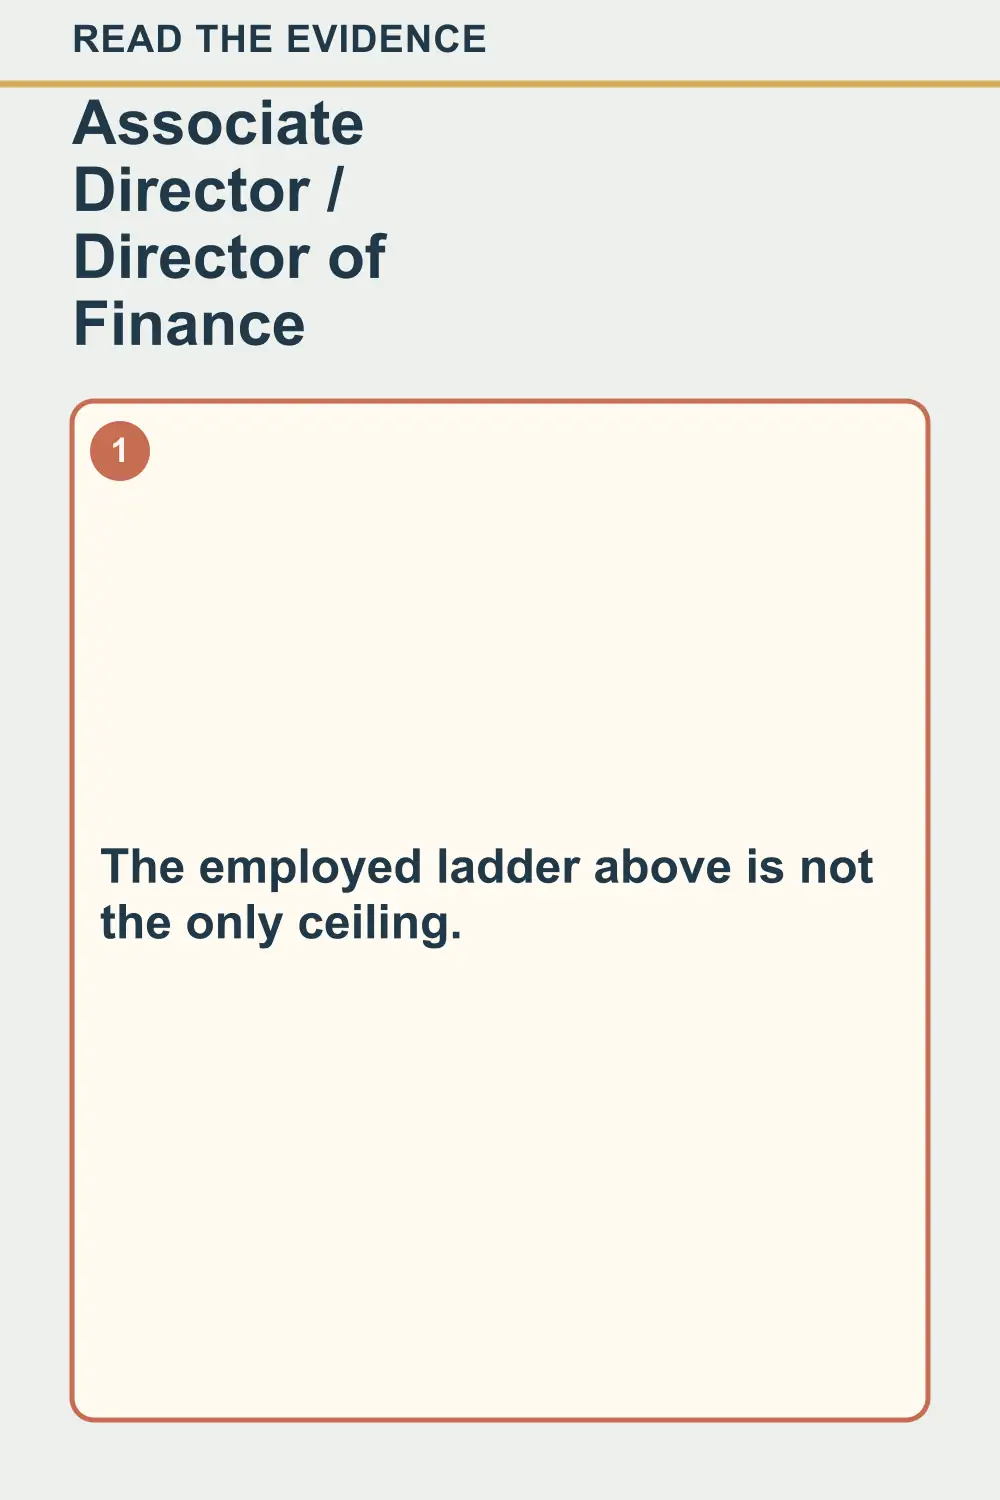 READ THE EVIDENCE
Associate
Director /
Director of
Finance
1
The employed ladder above is not
the only ceiling.